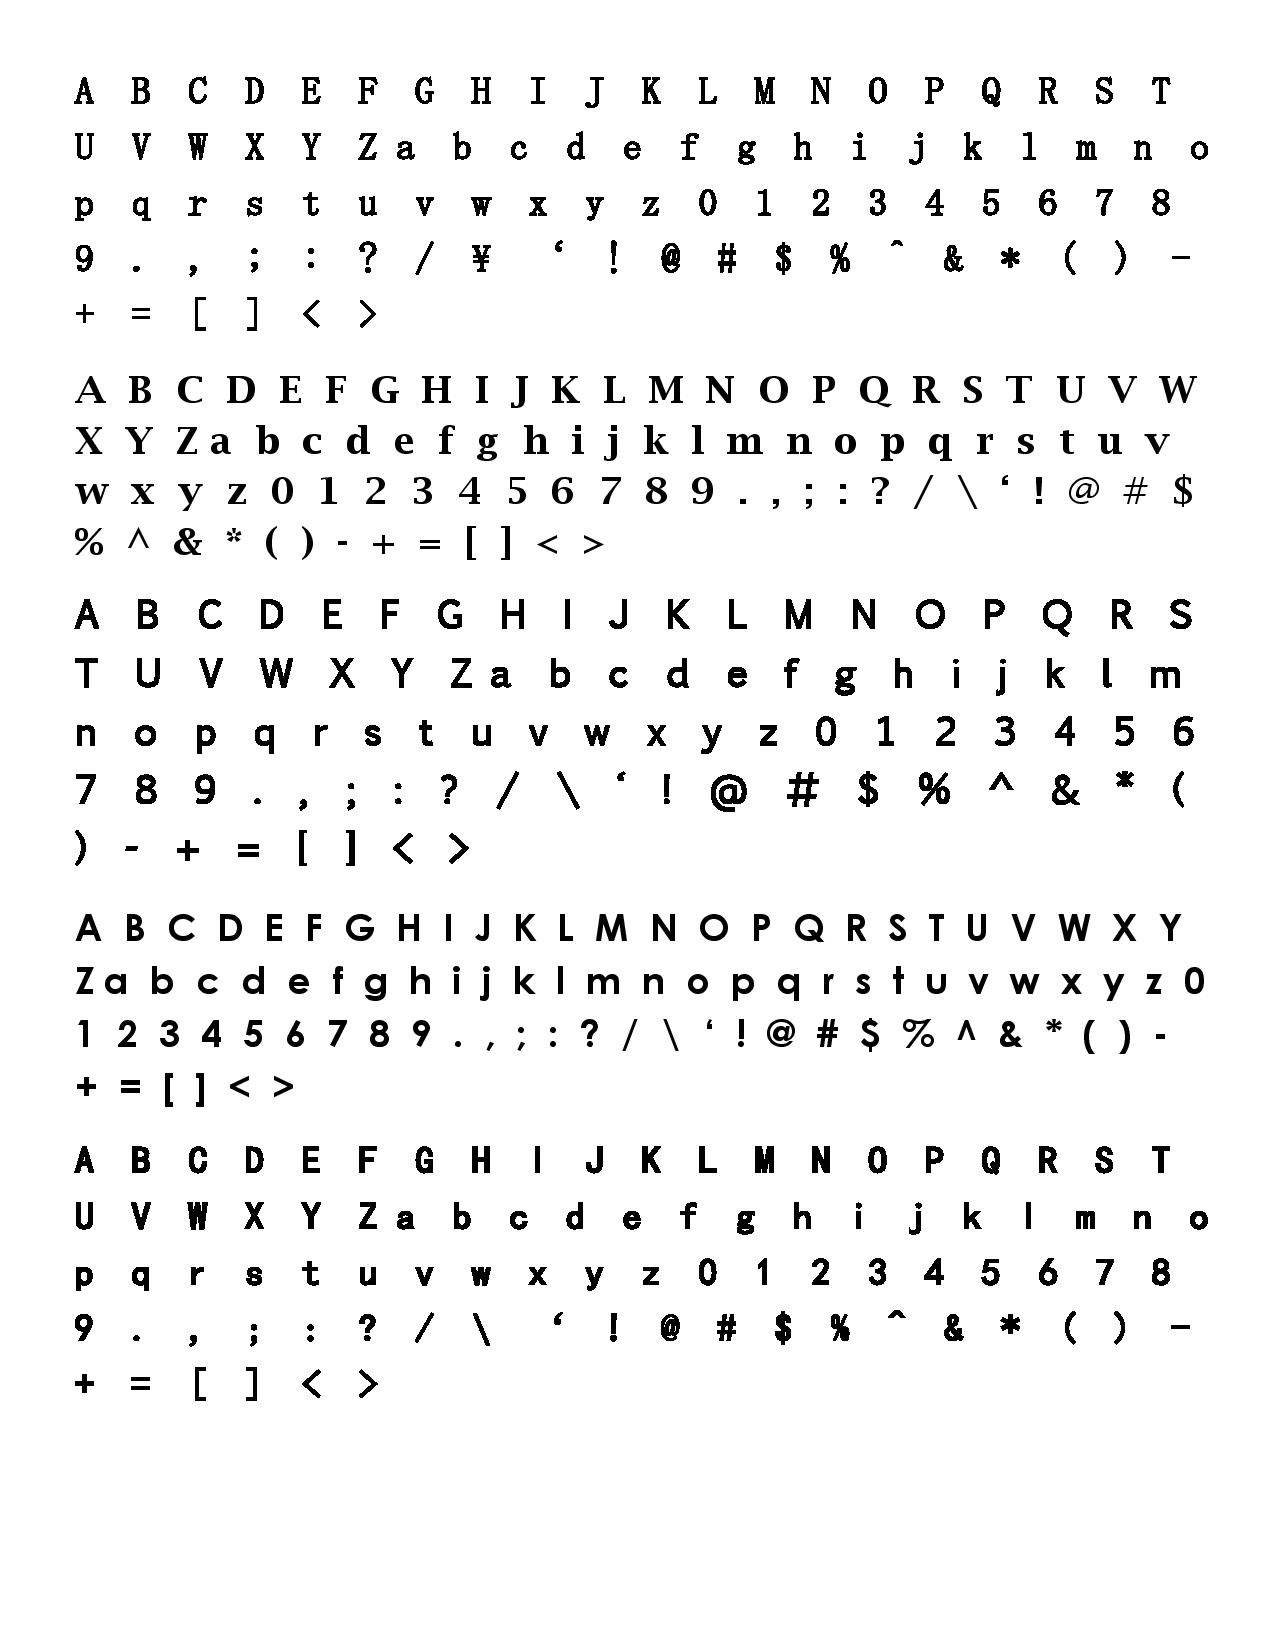 A B C D E F G H I J K L M N O P Q R S T
U V W X Y Z a b c d e f g h i j k l m n o
p q r s t u v w x y z 0 1 2 3 4 5 6 7 8
9 . , ; : ? / ¥ ‘ ! @ # $ % ^ & * ( ) -
+ = [ ] < >
A B C D E F G H I J K L M N O P Q R S T U V W
X Y Z a b c d e f g h i j k l m n o p q r s t u v
w x y z 0 1 2 3 4 5 6 7 8 9 . , ; : ? / \ ‘ ! @ # $
% ^ & * ( ) - + = [ ] < >
A B C D E F G H I J K L M N O P Q R S
T U V W X Y Z a b c d e f g h i j k l m
n o p q r s t u v w x y z 0 1 2 3 4 5 6
7 8 9 . , ; : ? / \ ‘ ! @ # $ % ^ & * (
) - + = [ ] < >
A B C D E F G H I J K L M N O P Q R S T U V W X Y
Z a b c d e f g h i j k l m n o p q r s t u v w x y z 0
1 2 3 4 5 6 7 8 9 . , ; : ? / \ ‘ ! @ # $ % ^ & * ( ) -
+ = [ ] < >
A B C D E F G H I J K L M N O P Q R S T
U V W X Y Z a b c d e f g h i j k l m n o
p q r s t u v w x y z 0 1 2 3 4 5 6 7 8
9 . , ; : ? / \ ‘ ! @ # $ % ^ & * ( ) -
+ = [ ] < >